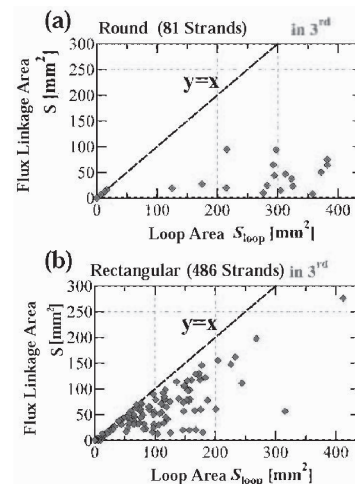 (a)
Round (81 Strands) in 3rd
300
250
200
150
100
50
0
y=x
Flux Linkage Area
S [mm2]
0 100 200 300 400
Loop Area Sloop [mm2]
(b)
Rectangular (486 Strands) in 3rd
300
250
200
150
100
50
0
y=x
Flux Linkage Area
S [mm2]
0 100 200 300 400
Loop Area Sloop [mm2]